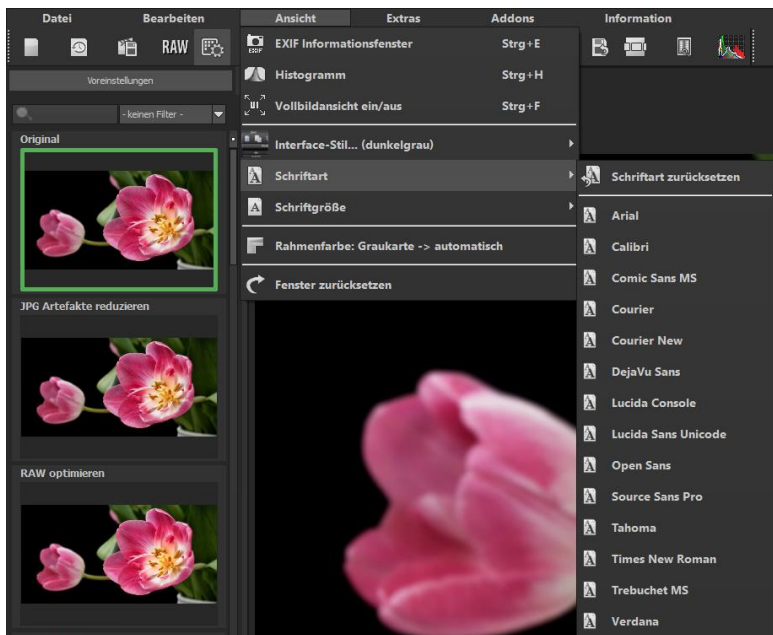 Datei Bearbeiten Ansicht Extras Addons Information
RAW
Voreinstellungen
- keinen Filter -
Original
JPG Artefakte reduzieren
RAW optimieren
EXIF EXIF Informationsfenster Strg+E
Histogramm Strg+H
UI Vollbildansicht ein/aus Strg+F
Interface-Stil... (dunkelgrau)
A Schriftart
A Schriftgröße
Rahmenfarbe: Graukarte -> automatisch
Fenster zurücksetzen
A Schriftart zurücksetzen
A Arial
A Calibri
A Comic Sans MS
A Courier
A Courier New
A DejaVu Sans
A Lucida Console
A Lucida Sans Unicode
A Open Sans
A Source Sans Pro
A Tahoma
A Times New Roman
A Trebuchet MS
A Verdana